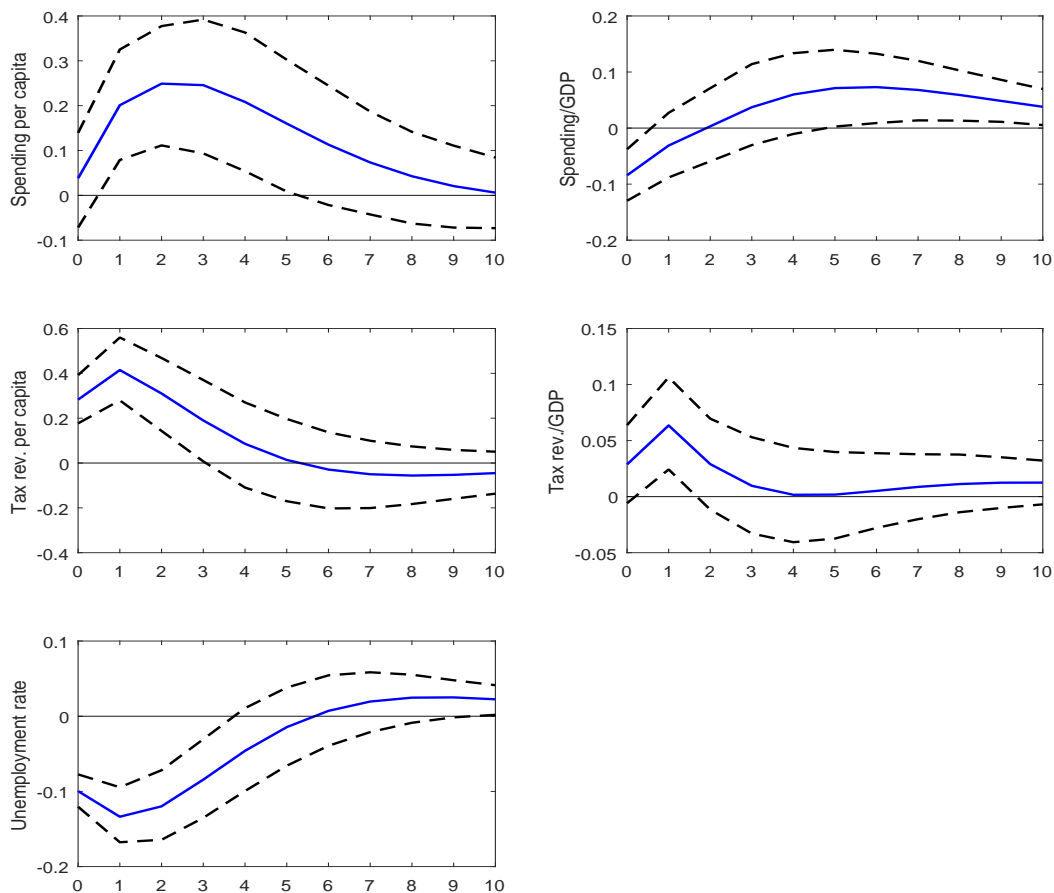 Spending per capita
0.4
0.3
0.2
0.1
0
-0.1
0 1 2 3 4 5 6 7 8 9 10
Spending/GDP
0.2
0.1
0
-0.1
-0.2
0 1 2 3 4 5 6 7 8 9 10
Tax rev. per capita
0.6
0.4
0.2
0
-0.2
-0.4
0 1 2 3 4 5 6 7 8 9 10
Tax rev./GDP
0.15
0.1
0.05
0
-0.05
0 1 2 3 4 5 6 7 8 9 10
Unemployment rate
0.1
0
-0.1
-0.2
0 1 2 3 4 5 6 7 8 9 10